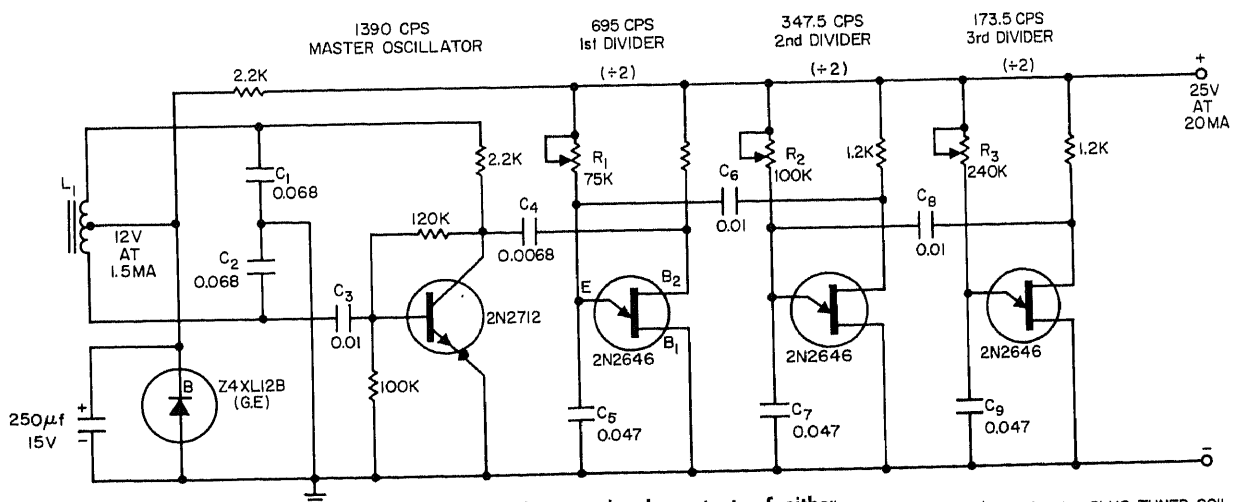 1390 CPS
MASTER OSCILLATOR
695 CPS
1st DIVIDER
(÷2)
347.5 CPS
2nd DIVIDER
(÷2)
173.5 CPS
3rd DIVIDER
(÷2)
+
25V
AT
20MA
2.2K
L1
12V
AT
1.5MA
C1
0.068
C2
0.068
2.2K
120K
C3
0.01
C4
0.0068
2N2712
100K
B
Z4XL12B
(G.E)
250µf
15V
+
−
R1
75K
E
B2
B1
2N2646
C5
0.047
C6
0.01
R2
100K
1.2K
2N2646
C7
0.047
C8
0.01
R3
240K
1.2K
2N2646
C9
0.047
−